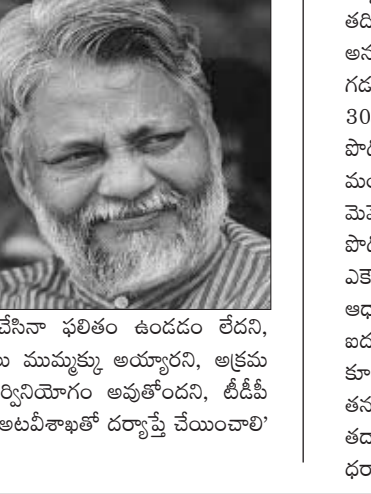 చేసినా ఫలితం ఉండడం లేదని,
లు ముమ్మక్కు అయ్యారని, అక్రమ
ర్వినియోగం అవుతోందని, టీడీపీ
అటవీశాఖతో దర్యాప్తే చేయించాలి’
తది
అన
గడ
30
పొడి
మం
మెహ
పొడి
ఎకౌ
ఆధ
ఐదు
కూ
తన
తదా
ధరా